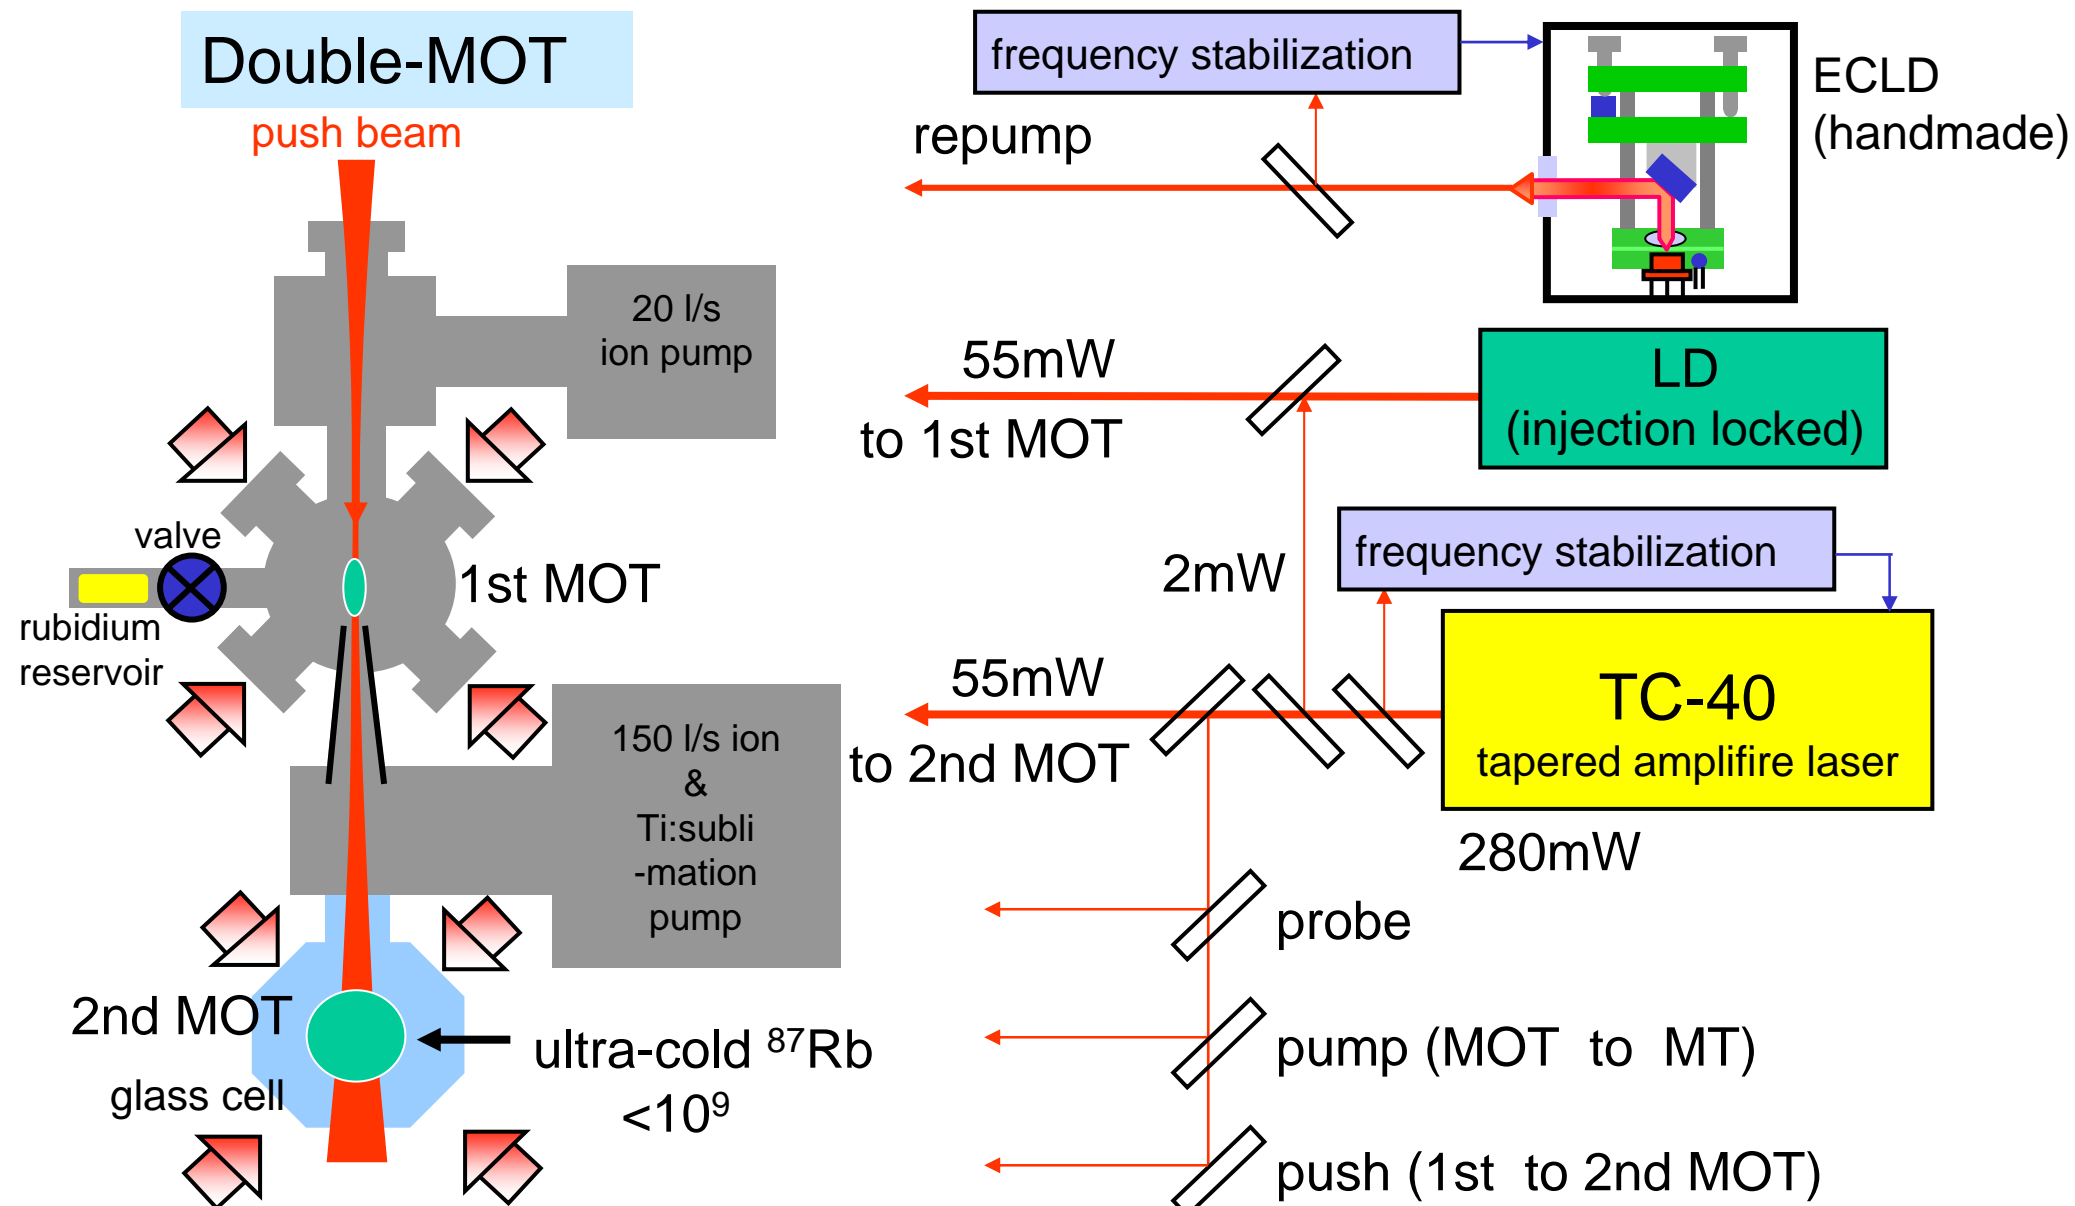 Double-MOT
push beam
20 l/s
ion pump
valve
1st MOT
rubidium
reservoir
150 l/s ion
&
Ti:subli
-mation
pump
2nd MOT
glass cell
ultra-cold ⁸⁷Rb
<10⁹
frequency stabilization
ECLD
(handmade)
repump
55mW
to 1st MOT
LD
(injection locked)
2mW
frequency stabilization
55mW
to 2nd MOT
TC-40
tapered amplifire laser
280mW
probe
pump (MOT to MT)
push (1st to 2nd MOT)